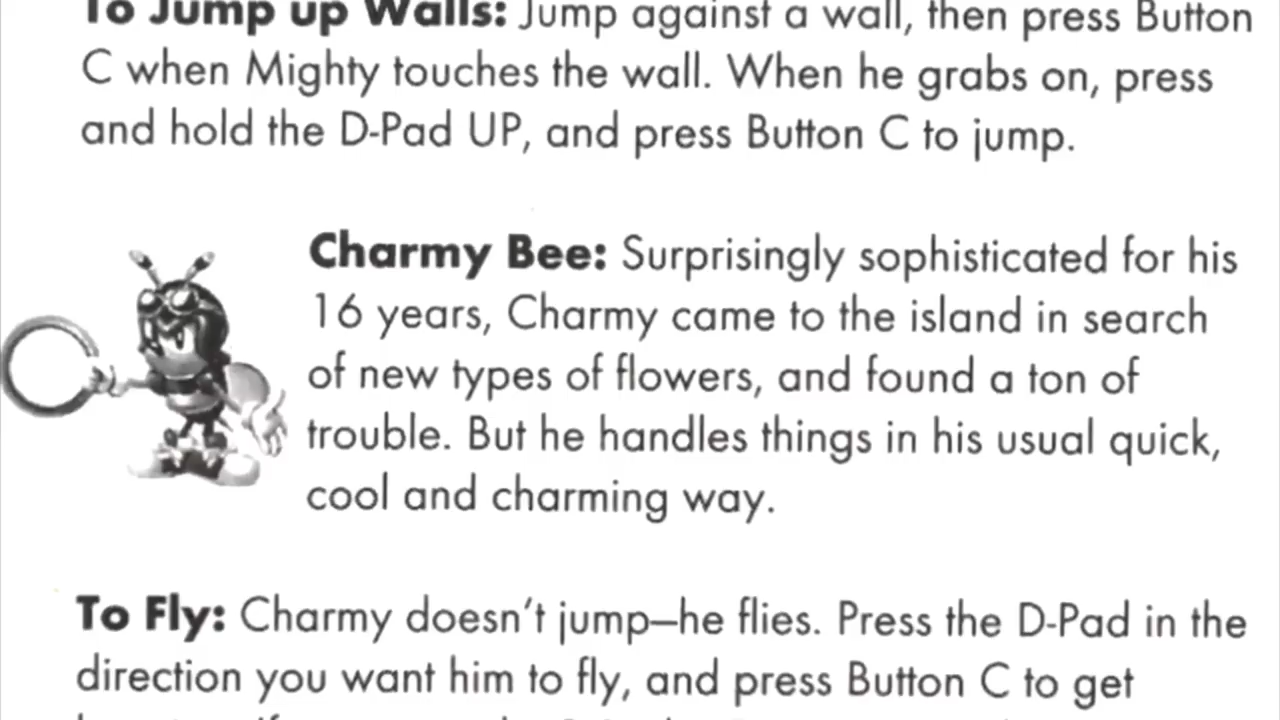 To Jump up Walls: Jump against a wall, then press Button
C when Mighty touches the wall. When he grabs on, press
and hold the D-Pad UP, and press Button C to jump.
Charmy Bee: Surprisingly sophisticated for his
16 years, Charmy came to the island in search
of new types of flowers, and found a ton of
trouble. But he handles things in his usual quick,
cool and charming way.
To Fly: Charmy doesn't jump—he flies. Press the D-Pad in the
direction you want him to fly, and press Button C to get